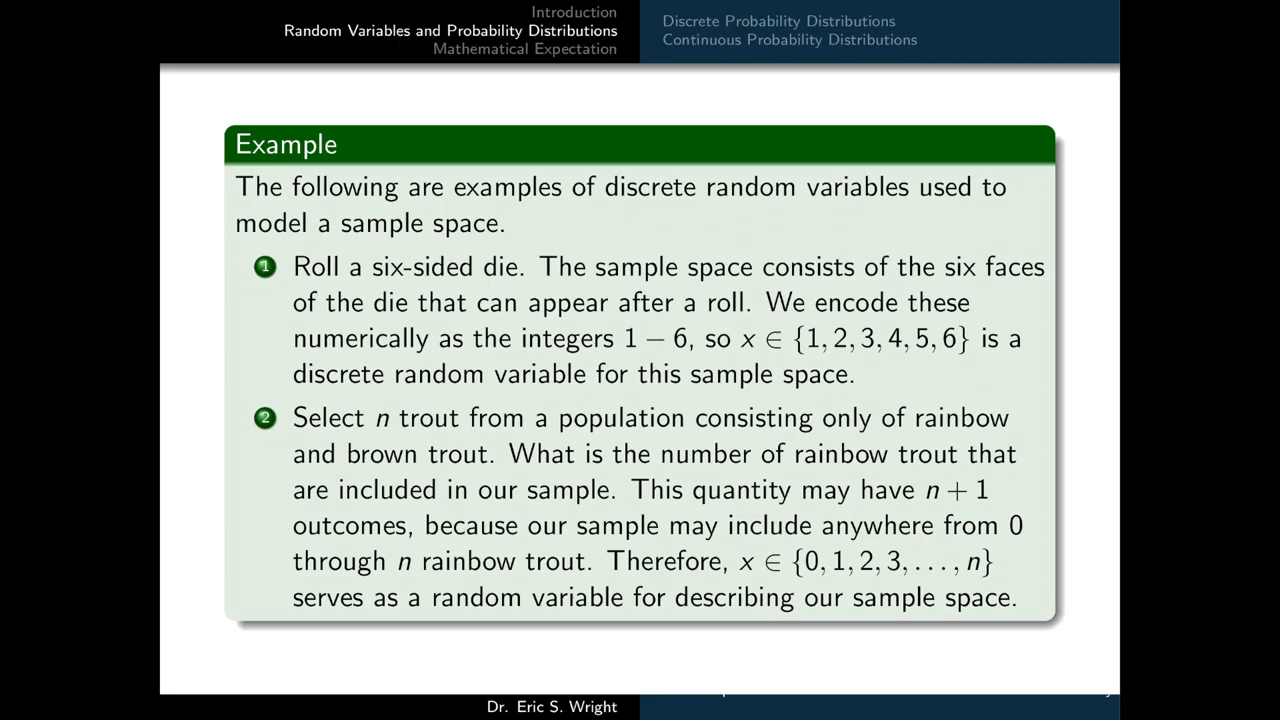 Introduction
Random Variables and Probability Distributions
Mathematical Expectation
Discrete Probability Distributions
Continuous Probability Distributions
Example
The following are examples of discrete random variables used to
model a sample space.
1 Roll a six-sided die. The sample space consists of the six faces
of the die that can appear after a roll. We encode these
numerically as the integers 1 − 6, so x ∈ {1, 2, 3, 4, 5, 6} is a
discrete random variable for this sample space.
2 Select n trout from a population consisting only of rainbow
and brown trout. What is the number of rainbow trout that
are included in our sample. This quantity may have n + 1
outcomes, because our sample may include anywhere from 0
through n rainbow trout. Therefore, x ∈ {0, 1, 2, 3, . . . , n}
serves as a random variable for describing our sample space.
Dr. Eric S. Wright